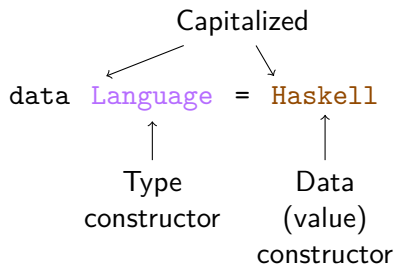 Capitalized
data Language = Haskell
Type
constructor
Data
(value)
constructor